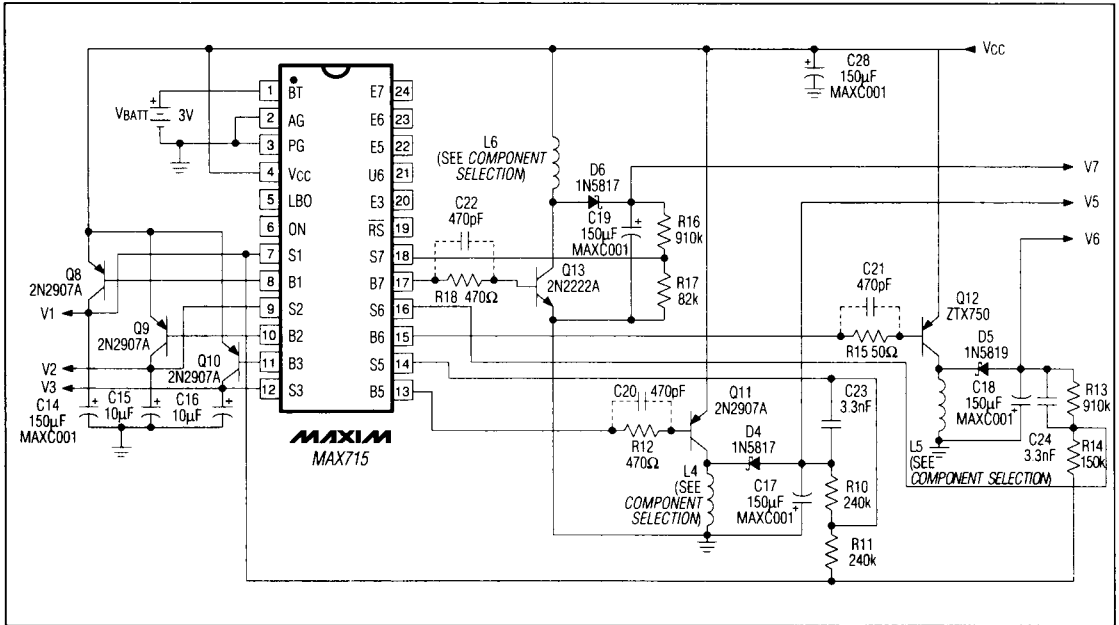 Vcc
C28
150µF
MAXC001
VBATT
+
3V
1 BT E7 24
2 AG E6 23
3 PG E5 22
4 Vcc U6 21
5 LBO E3 20
6 ON RS 19
7 S1 S7 18
8 B1 B7 17
9 S2 S6 16
10 B2 B6 15
11 B3 S5 14
12 S3 B5 13
MAXIM
MAX715
Q8
2N2907A
V1
Q9
2N2907A
Q10
2N2907A
V2
V3
C14
150µF
MAXC001
C15
10µF
C16
10µF
L6
(SEE COMPONENT
SELECTION)
D6
1N5817
V7
V5
V6
C22
470pF
R18 470Ω
Q13
2N2222A
C19
150µF
MAXC001
R16
910k
R17
82k
C21
470pF
R15 50Ω
Q12
ZTX750
D5
1N5819
C18
150µF
MAXC001
C24
3.3nF
R13
910k
R14
150k
L5
(SEE
COMPONENT SELECTION)
C20 470pF
R12
470Ω
Q11
2N2907A
D4
1N5817
L4
(SEE
COMPONENT
SELECTION)
C17
150µF
MAXC001
C23
3.3nF
R10
240k
R11
240k